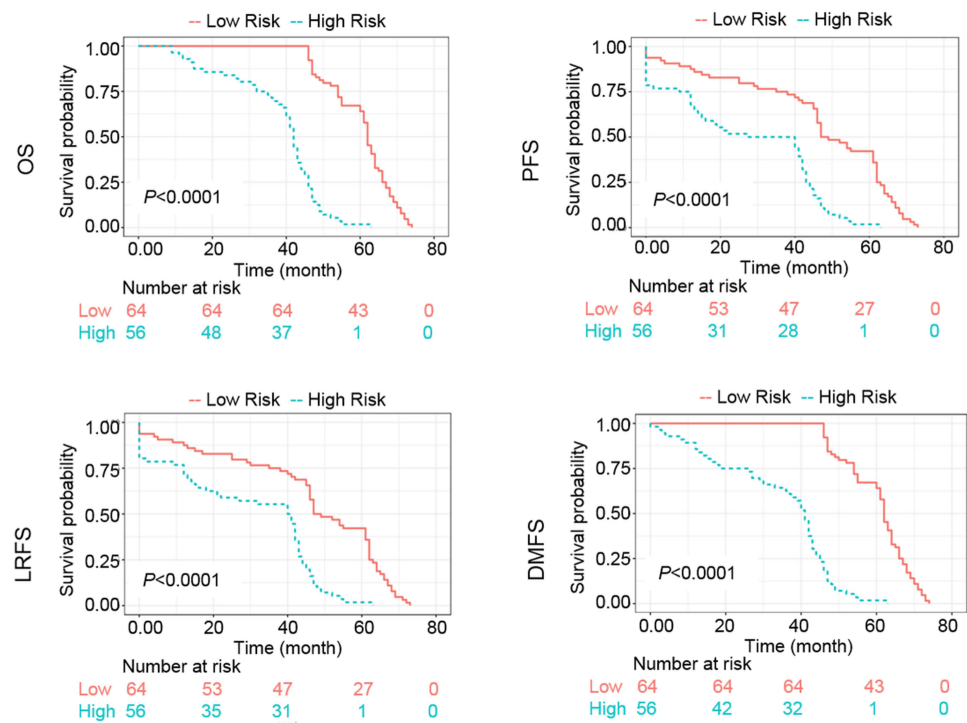 Low Risk High Risk
OS
Survival probability
1.00
0.75
0.50
0.25
0.00
P<0.0001
0.00 20 40 60 80
Time (month)
Number at risk
Low 64 64 64 43 0
High 56 48 37 1 0
Low Risk High Risk
PFS
Survival probability
1.00
0.75
0.50
0.25
0.00
P<0.0001
0.00 20 40 60 80
Time (month)
Number at risk
Low 64 53 47 27 0
High 56 31 28 1 0
Low Risk High Risk
LRFS
Survival probability
1.00
0.75
0.50
0.25
0.00
P<0.0001
0.00 20 40 60 80
Time (month)
Number at risk
Low 64 53 47 27 0
High 56 35 31 1 0
Low Risk High Risk
DMFS
Survival probability
1.00
0.75
0.50
0.25
0.00
P<0.0001
0.00 20 40 60 80
Time (month)
Number at risk
Low 64 64 64 43 0
High 56 42 32 1 0